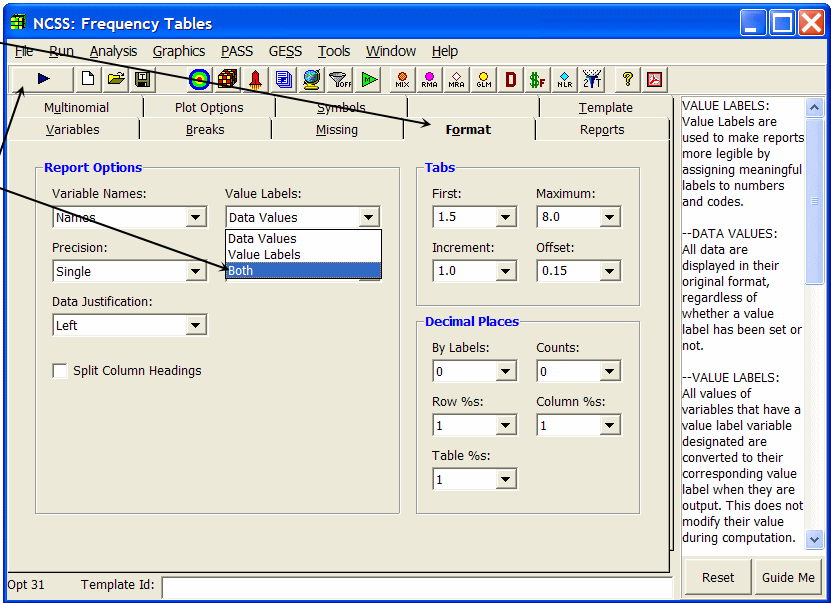 NCSS: Frequency Tables
File Run Analysis Graphics PASS GESS Tools Window Help
OFF MIX RMA MRA GLM D $F NLR 2YT ?
Multinomial Plot Options Symbols Template
Variables Breaks Missing Format Reports
Report Options
Variable Names: Value Labels:
Names Data Values
Data Values
Value Labels
Both
Precision:
Single
Data Justification:
Left
Split Column Headings
Tabs
First: Maximum:
1.5 8.0
Increment: Offset:
1.0 0.15
Decimal Places
By Labels: Counts:
0 0
Row %s: Column %s:
1 1
Table %s:
1
VALUE LABELS:
Value Labels are
used to make reports
more legible by
assigning meaningful
labels to numbers
and codes.
--DATA VALUES:
All data are
displayed in their
original format,
regardless of
whether a value
label has been set or
not.
--VALUE LABELS:
All values of
variables that have a
value label variable
designated are
converted to their
corresponding value
label when they are
output. This does not
modify their value
during computation.
Reset Guide Me
Opt 31 Template Id: